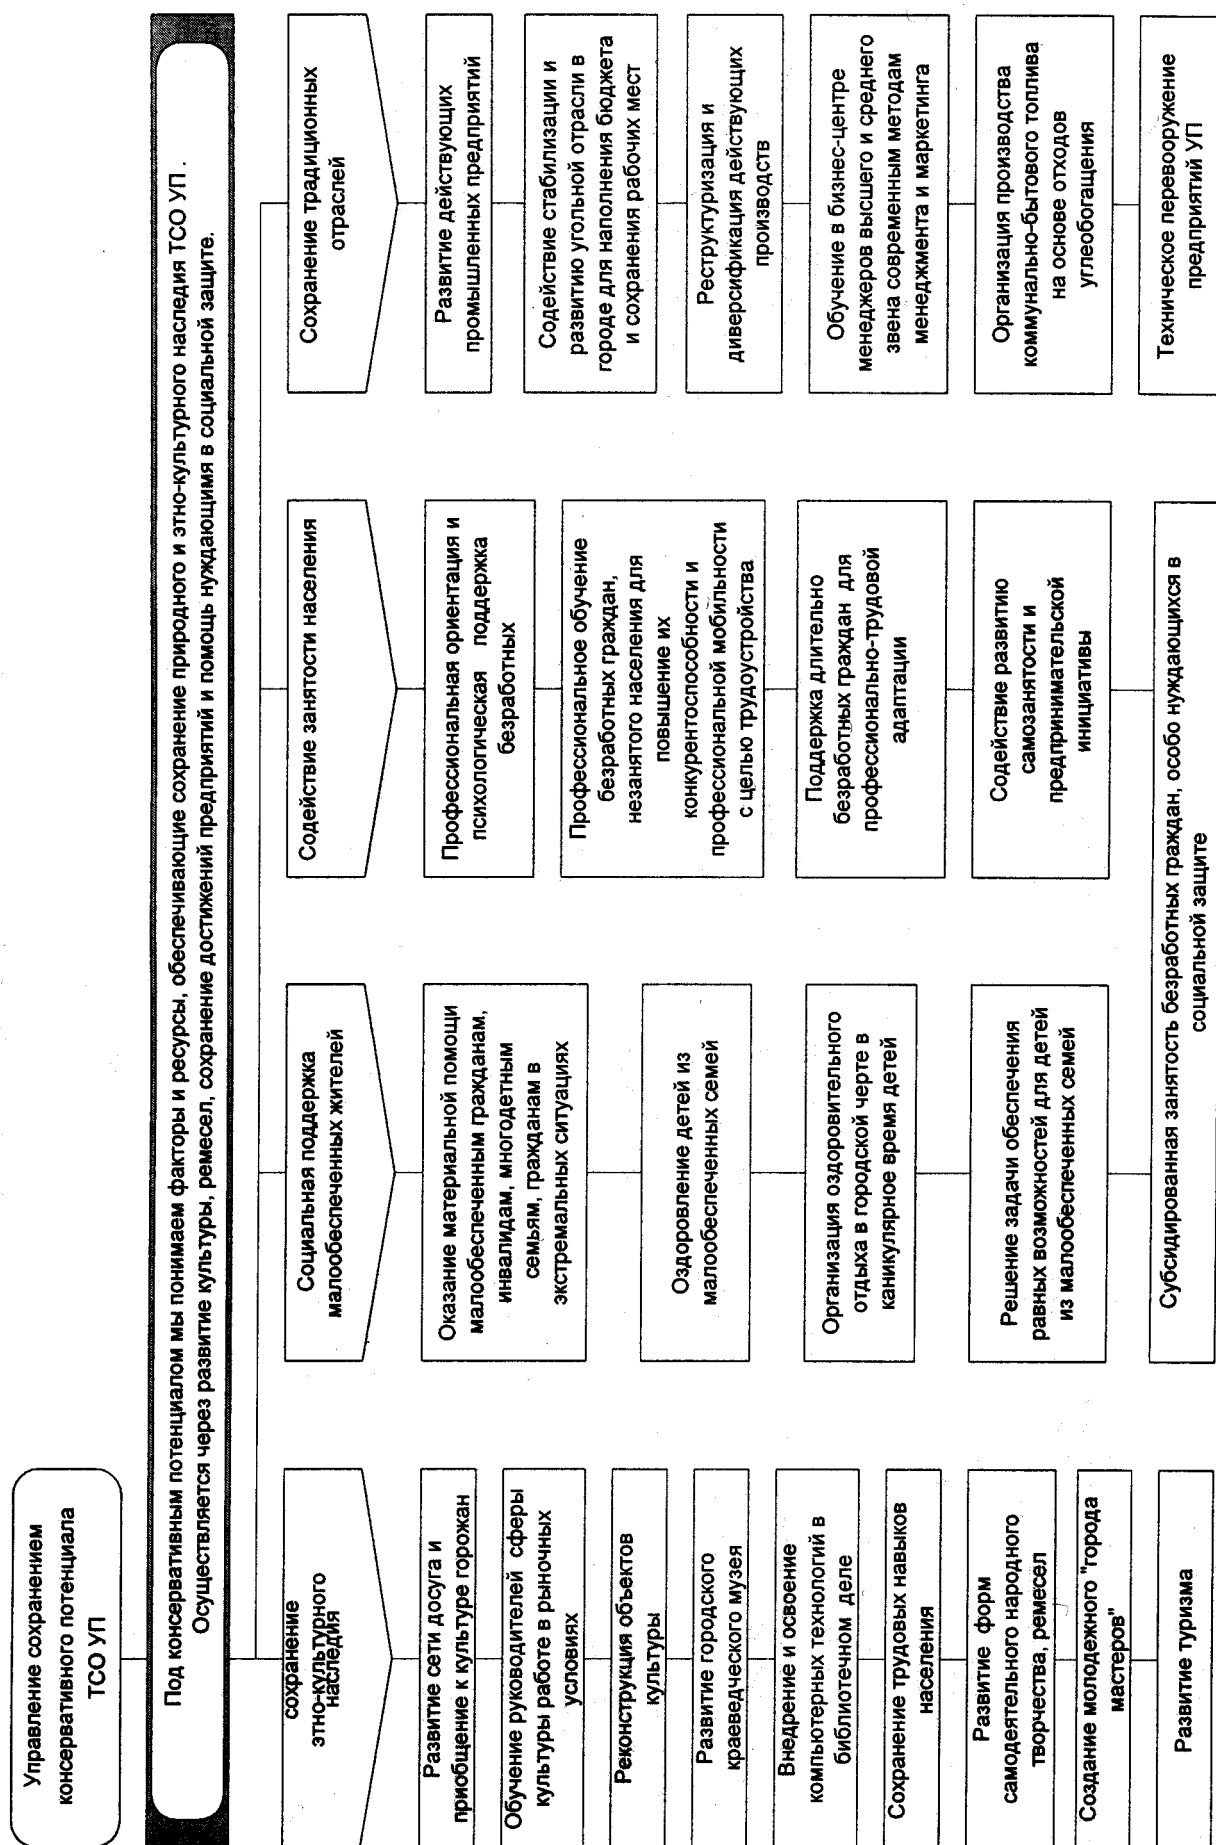 Управление сохранением
консервативного потенциала
ТСО УП
Под консервативным потенциалом мы понимаем факторы и ресурсы, обеспечивающие сохранение природного и этно-культурного наследия ТСО УП .
Осуществляется через развитие культуры, ремесел, сохранение достижений предприятий и помощь нуждающимя в социальной защите.
сохранение
этно-культурного
наследия
Развитие сети досуга и
приобщение к культуре горожан
Обучение руководителей сферы
культуры работе в рыночных
условиях
Реконструкция объектов
культуры
Развитие городского
краеведческого музея
Внедрение и освоение
компьютерных технологий в
библиотечном деле
Сохранение трудовых навыков
населения
Развитие форм
самодеятельного народного
творчества, ремесел
Создание молодежного "города
мастеров"
Развитие туризма
Социальная поддержка
малообеспеченных жителей
Оказание материальной помощи
малообеспеченным гражданам,
инвалидам, многодетным
семьям, гражданам в
экстремальных ситуациях
Оздоровление детей из
малообеспеченных семей
Организация оздоровительного
отдыха в городской черте в
каникулярное время детей
Решение задачи обеспечения
равных возможностей для детей
из малообеспеченных семей
Содействие занятости населения
Профессиональная ориентация и
психологическая поддержка
безработных
Профессиональное обучение
безработных граждан,
незанятого населения для
повышение их
конкурентоспособности и
профессиональной мобильности
с целью трудоустройства
Поддержка длительно
безработных граждан для
профессионально-трудовой
адаптации
Содействие развитию
самозанятости и
предпринимательской
инициативы
Субсидированная занятость безработных граждан, особо нуждающихся в
социальной защите
Сохранение традиционных
отраслей
Развитие действующих
промышленных предприятий
Содействие стабилизации и
развитию угольной отрасли в
городе для наполнения бюджета
и сохранения рабочих мест
Реструктуризация и
диверсификация действующих
производств
Обучение в бизнес-центре
менеджеров высшего и среднего
звена современным методам
менеджмента и маркетинга
Организация производства
коммунально-бытового топлива
на основе отходов
углеобогащения
Техническое перевооружение
предприятий УП